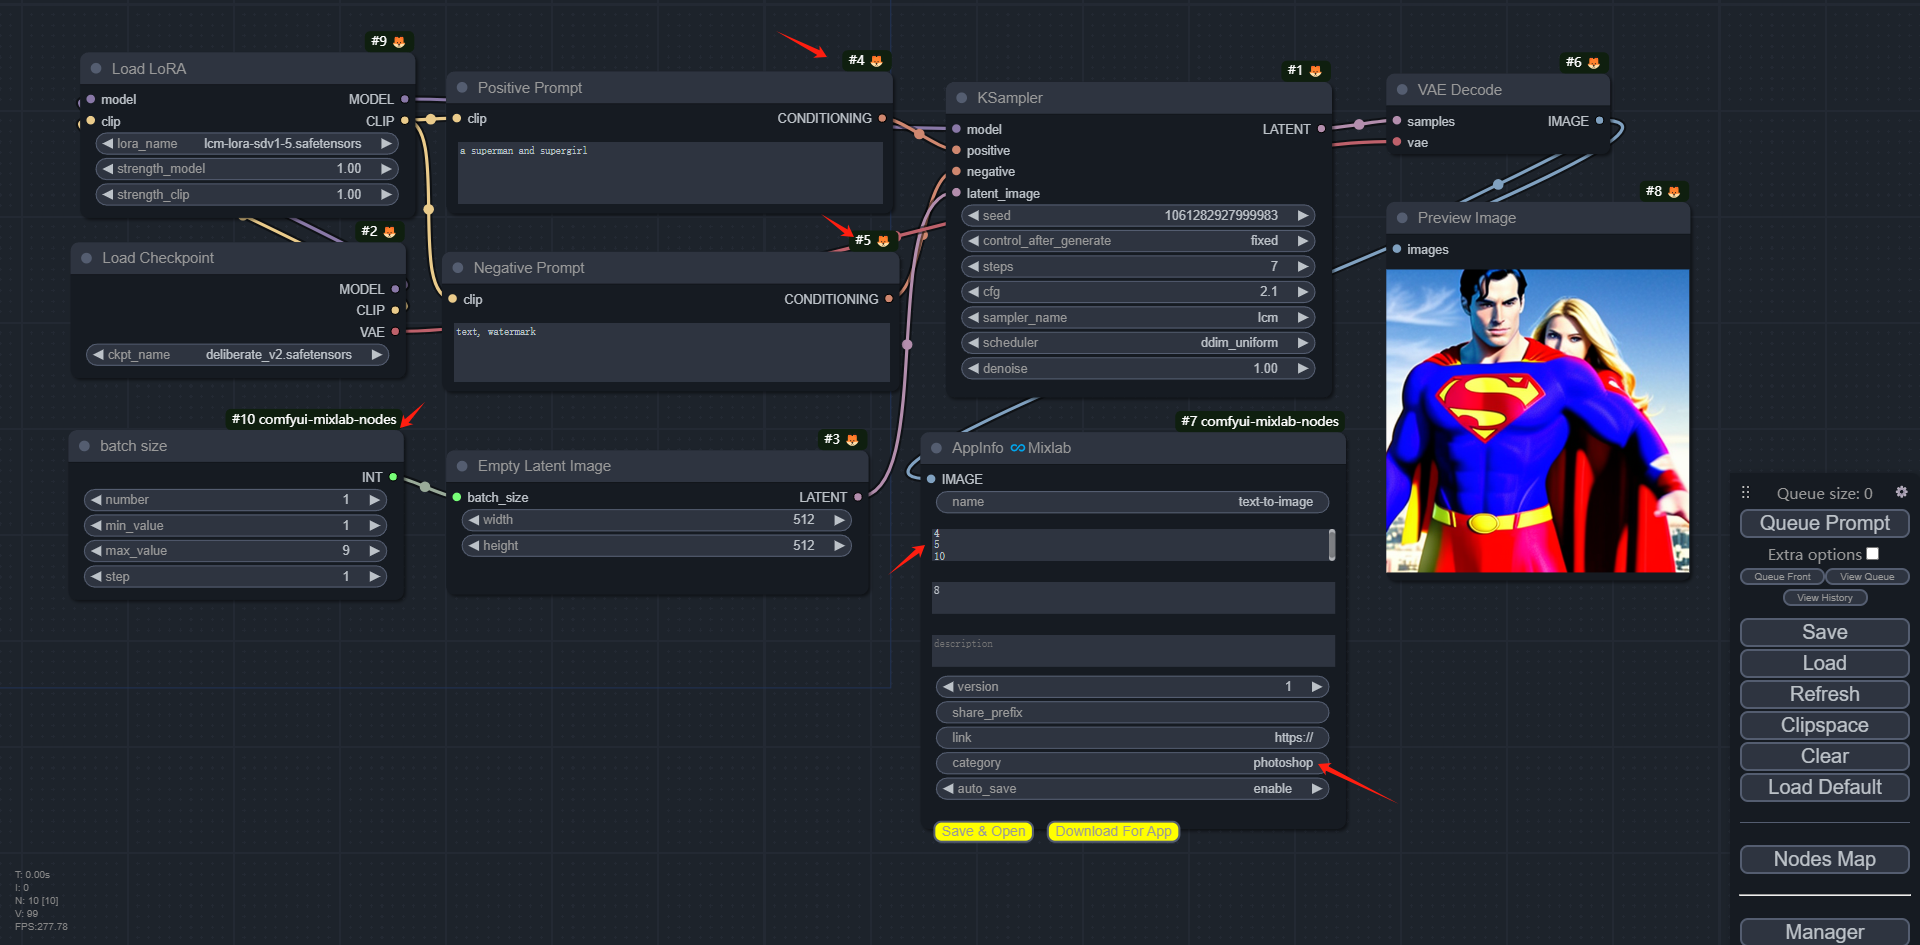 #9
Load LoRA
model
MODEL
clip
CLIP
lora_name
lcm-lora-sdv1-5.safetensors
strength_model
1.00
strength_clip
1.00
#2
Load Checkpoint
MODEL
CLIP
VAE
ckpt_name
deliberate_v2.safetensors
#10 comfyui-mixlab-nodes
batch size
INT
number
1
min_value
1
max_value
9
step
1
#4
Positive Prompt
clip
CONDITIONING
a superman and supergirl
#5
Negative Prompt
clip
CONDITIONING
text, watermark
#3
Empty Latent Image
batch_size
LATENT
width
512
height
512
#1
KSampler
model
LATENT
positive
negative
latent_image
seed
1061282927999983
control_after_generate
fixed
steps
7
cfg
2.1
sampler_name
lcm
scheduler
ddim_uniform
denoise
1.00
#7 comfyui-mixlab-nodes
AppInfo ∞ Mixlab
IMAGE
name
text-to-image
4
5
10
8
description
version
1
share_prefix
link
https://
category
photoshop
auto_save
enable
Save & Open
Download For App
#6
VAE Decode
samples
IMAGE
vae
#8
Preview Image
images
S
Queue size: 0
Queue Prompt
Extra options
Queue Front
View Queue
View History
Save
Load
Refresh
Clipspace
Clear
Load Default
Nodes Map
Manager
T: 0.00s
I: 0
N: 10 [10]
V: 99
FPS:277.78